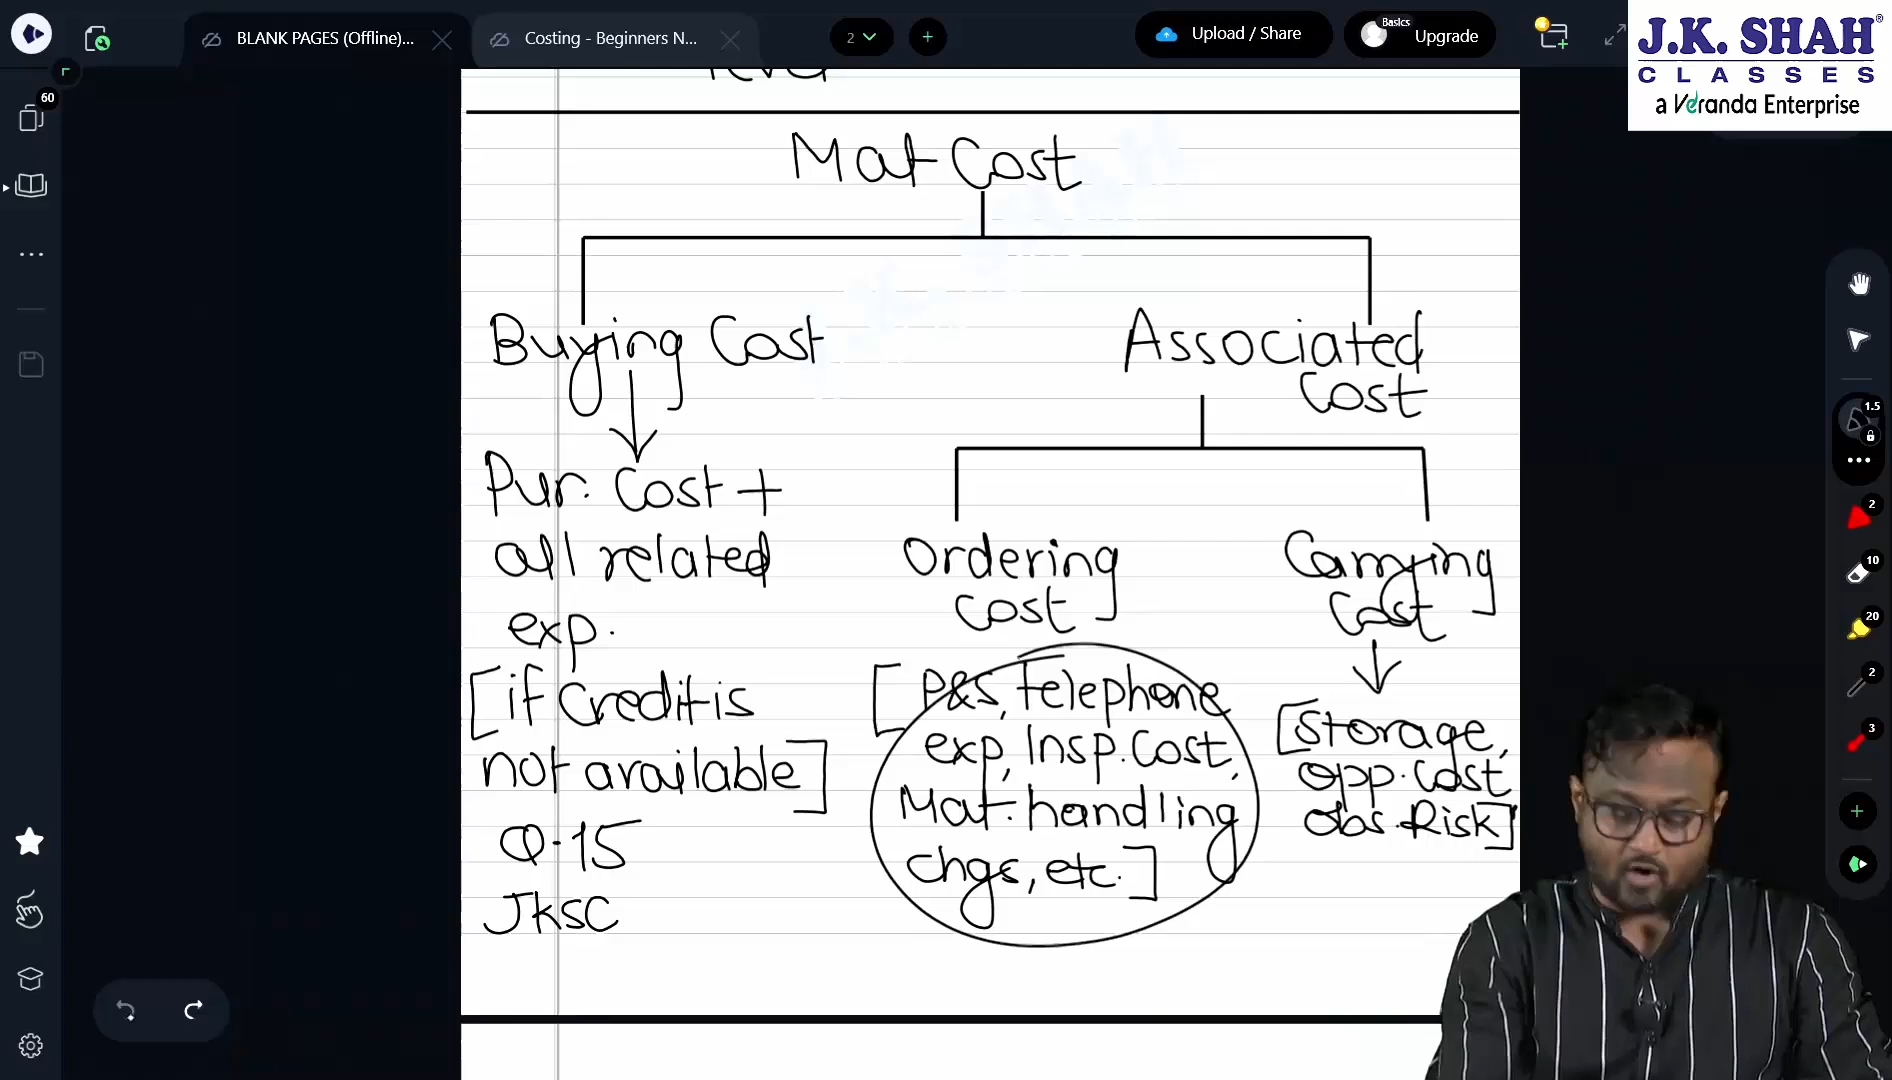 BLANK PAGES (Offline)...
Costing - Beginners N...
2
Upload / Share
Basics
Upgrade
J.K. SHAH®
CLASSES
a Veranda Enterprise
60
level
Mat Cost
Buying Cost
Associated
Cost
Pur. Cost +
all related
exp.
[if Credit is
not available]
Q.15
JKSC
Ordering
Cost
[P&S, Telephone
exp, Insp. Cost,
Mat. handling
chgs, etc.]
Carrying
Cost
[Storage,
opp. Cost
obs. Risk]
1.5
2
10
20
2
3